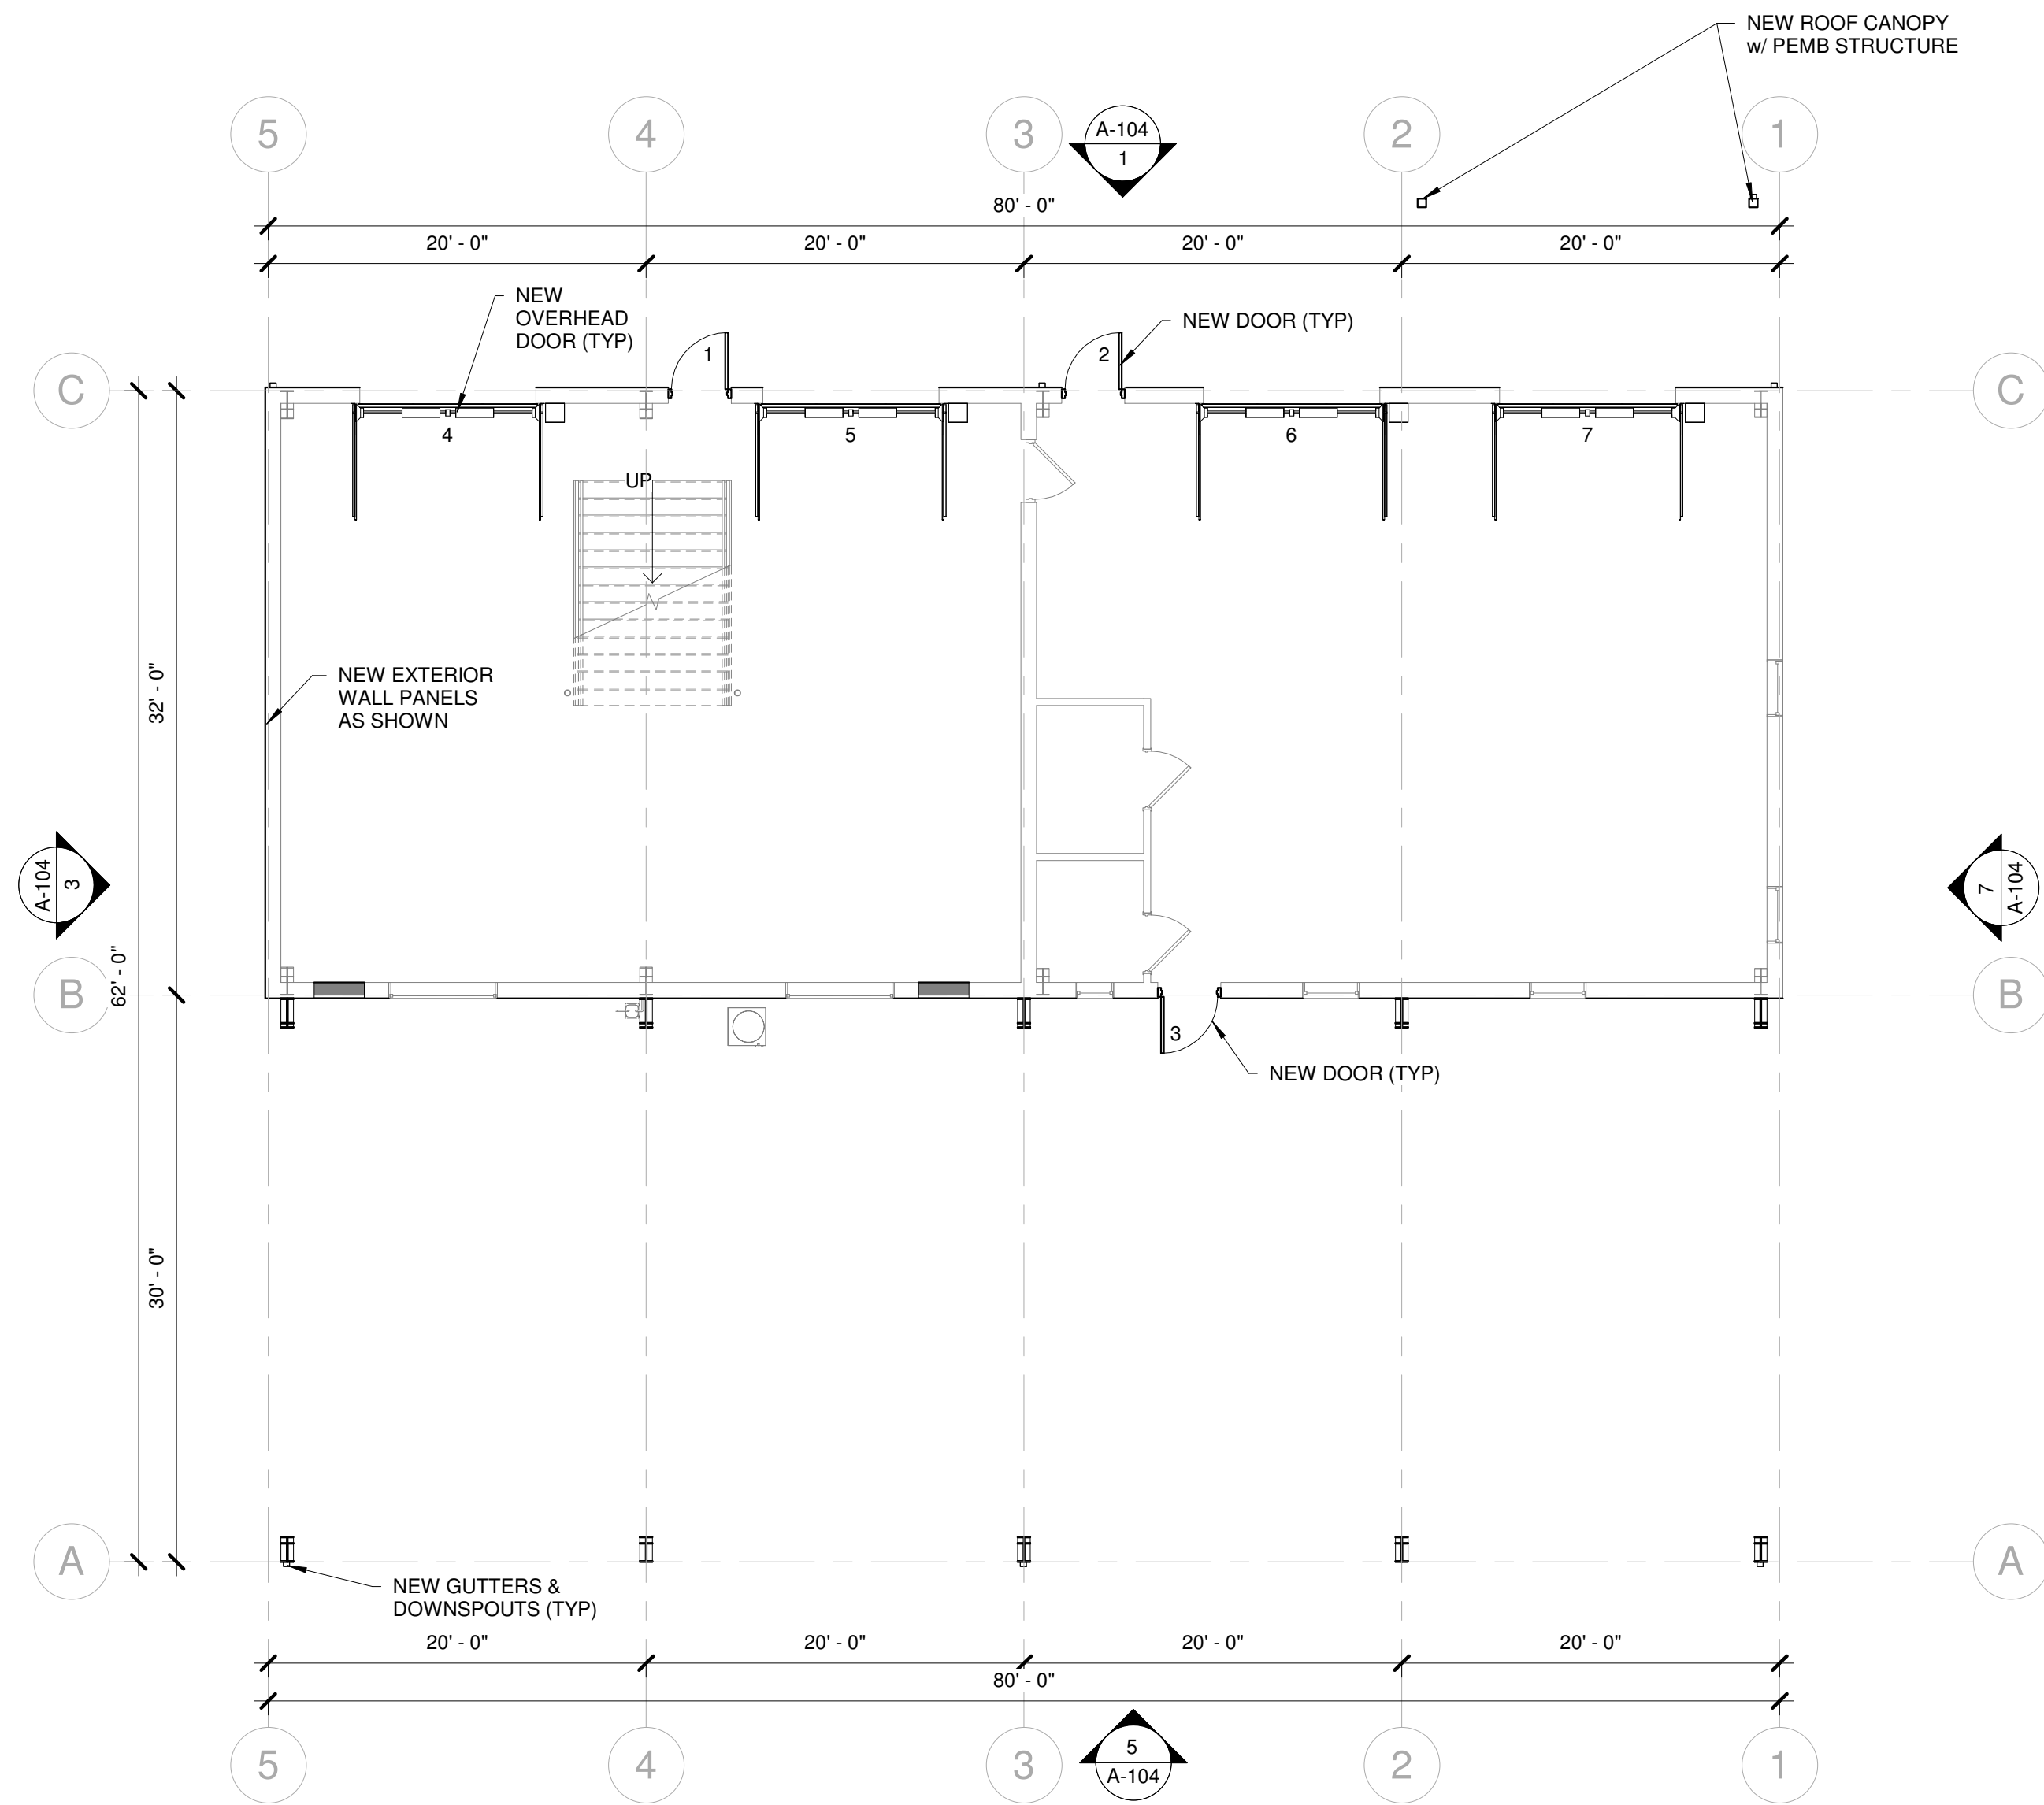 NEW ROOF CANOPY
w/ PEMB STRUCTURE
5
4
3
2
1
A-104
1
80' - 0"
20' - 0"
20' - 0"
20' - 0"
20' - 0"
NEW
OVERHEAD
DOOR (TYP)
NEW DOOR (TYP)
1
2
C
C
4
5
6
7
UP
NEW EXTERIOR
WALL PANELS
AS SHOWN
32' - 0"
A-104
3
7
A-104
62' - 0"
B
B
3
NEW DOOR (TYP)
30' - 0"
A
A
NEW GUTTERS &
DOWNSPOUTS (TYP)
20' - 0"
20' - 0"
20' - 0"
20' - 0"
80' - 0"
5
A-104
5
4
3
2
1